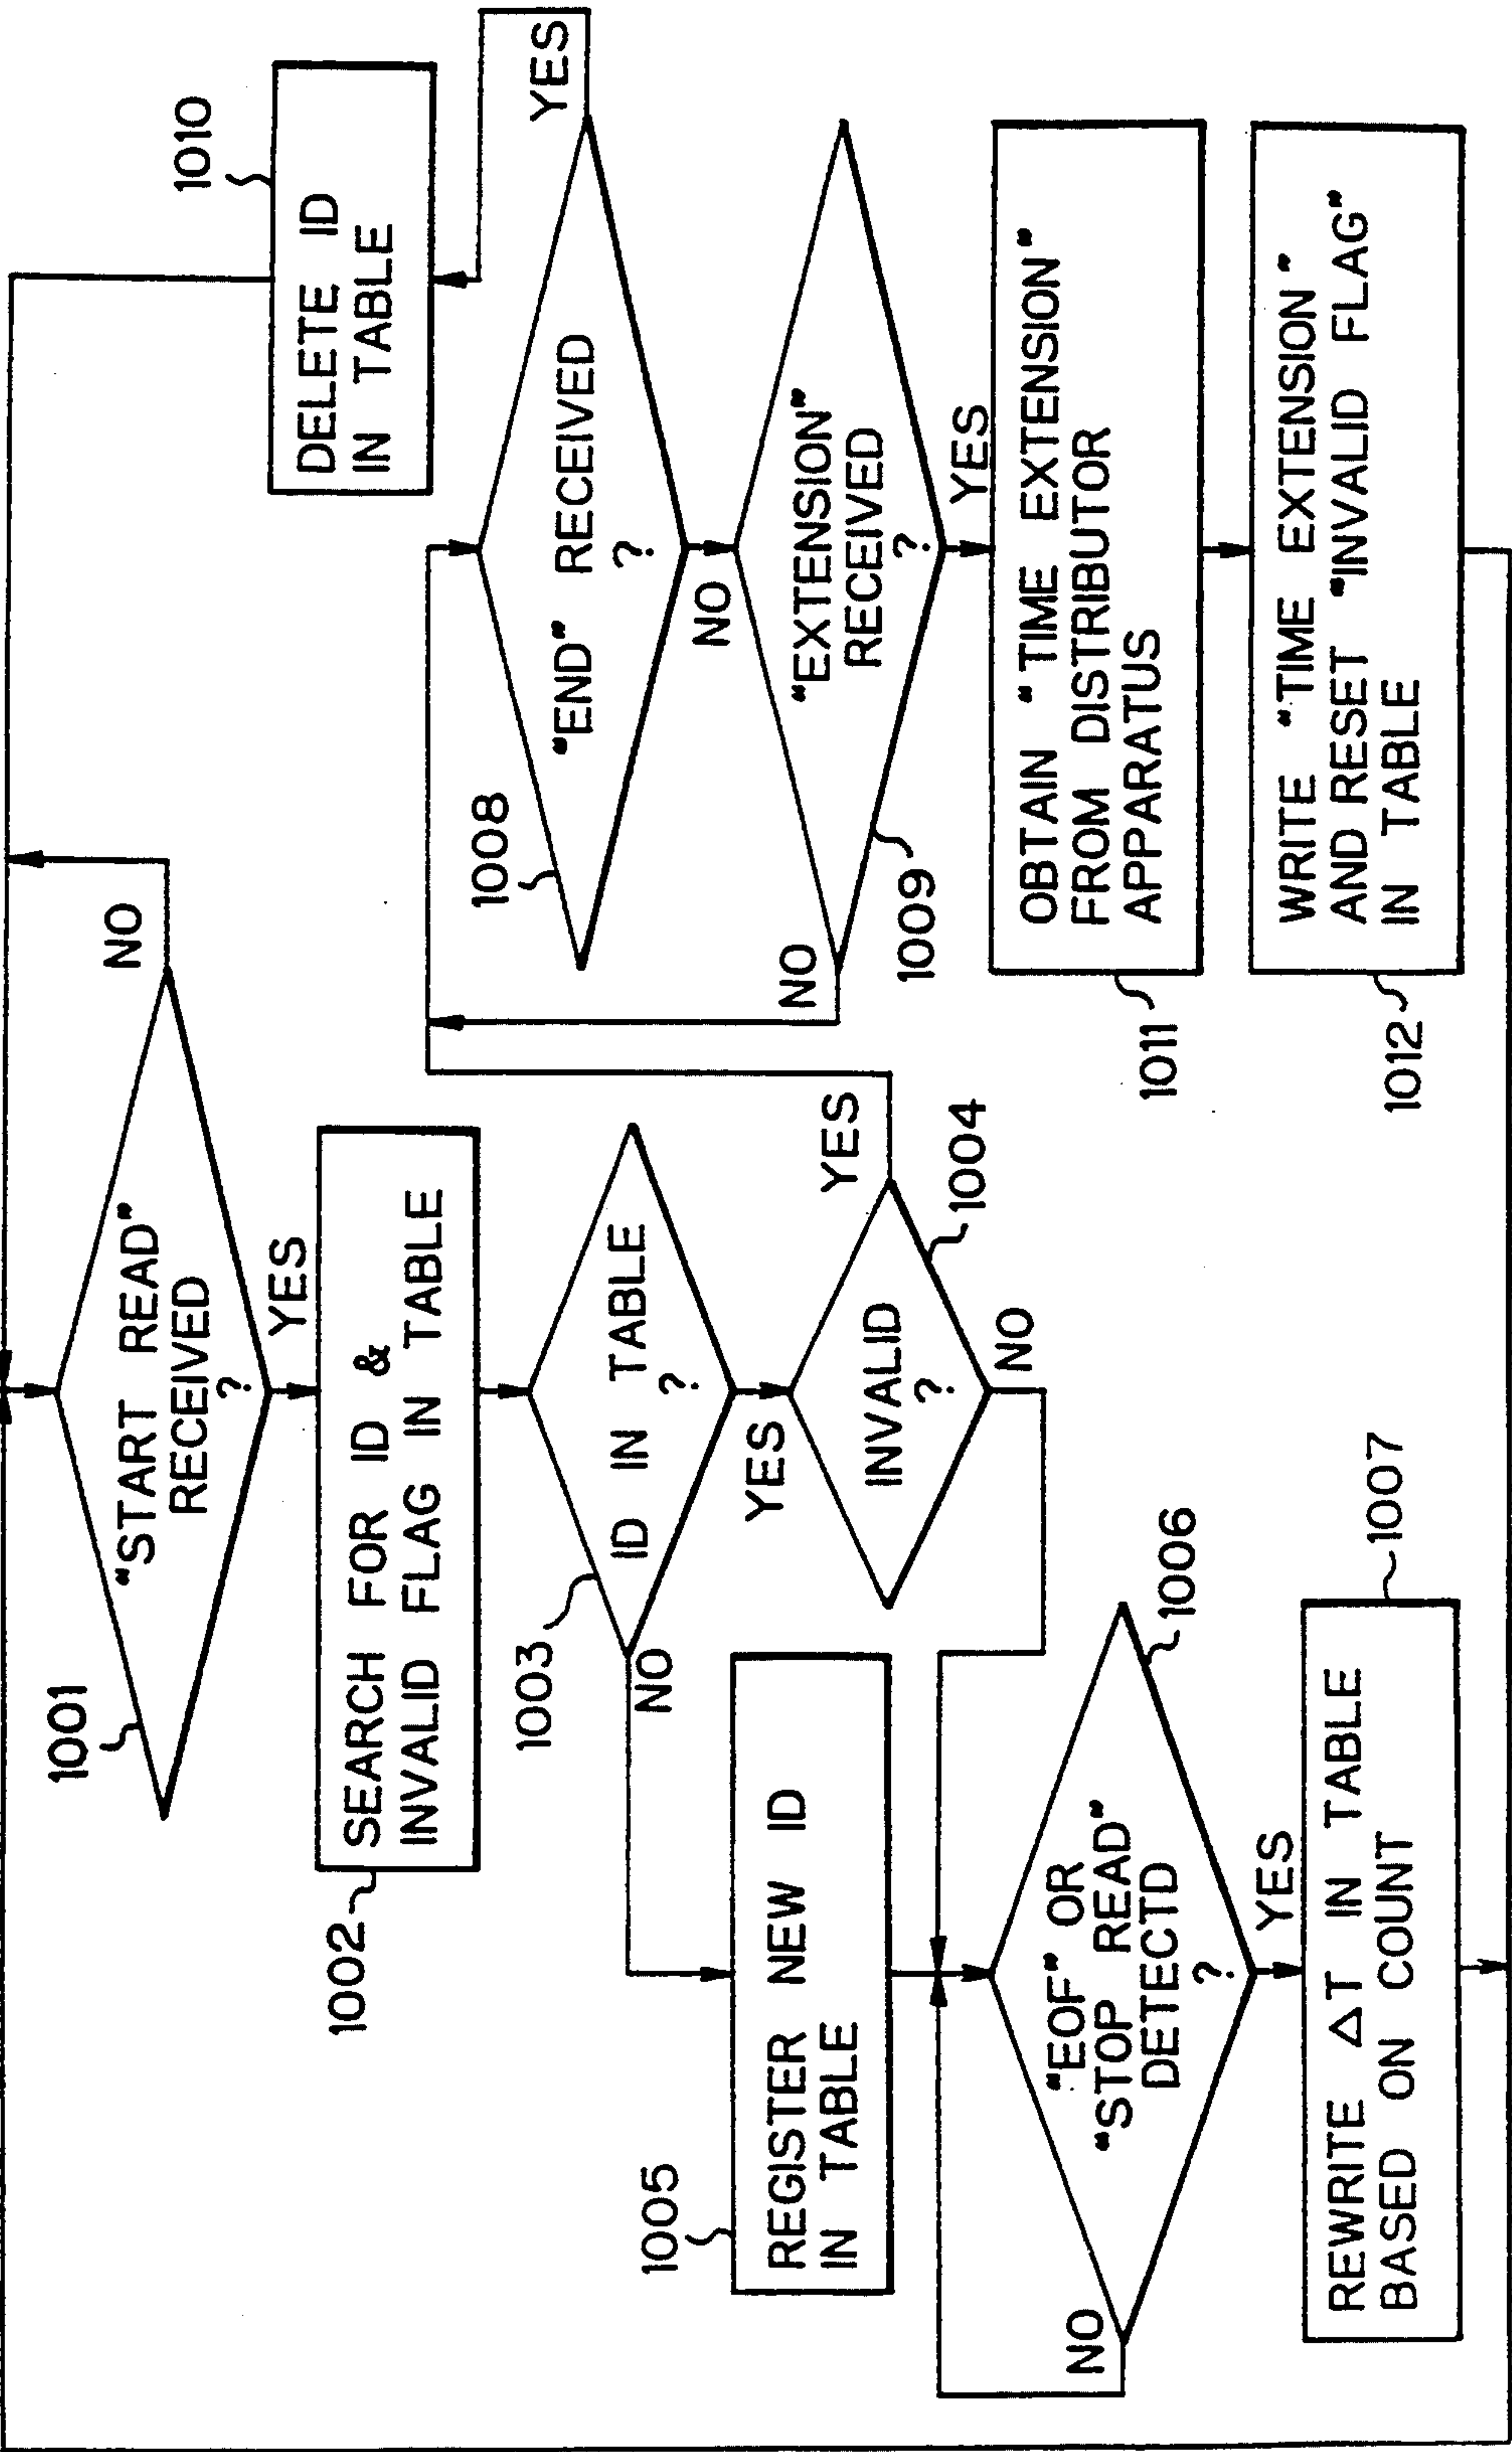 1001
"START READ"
RECEIVED
?
NO
YES
1002
SEARCH FOR ID &
INVALID FLAG IN TABLE
1003
ID IN TABLE
?
NO
YES
INVALID
?
YES
1004
NO
1005
REGISTER NEW ID
IN TABLE
"EOF" OR
"STOP READ"
DETECTD
?
1006
NO
YES
1007
REWRITE ΔT IN TABLE
BASED ON COUNT
1010
DELETE ID
IN TABLE
1008
"END" RECEIVED
?
YES
NO
"EXTENSION"
RECEIVED
?
NO
1009
YES
1011
OBTAIN "TIME EXTENSION"
FROM DISTRIBUTOR
APPARATUS
1012
WRITE "TIME EXTENSION"
AND RESET "INVALID FLAG"
IN TABLE